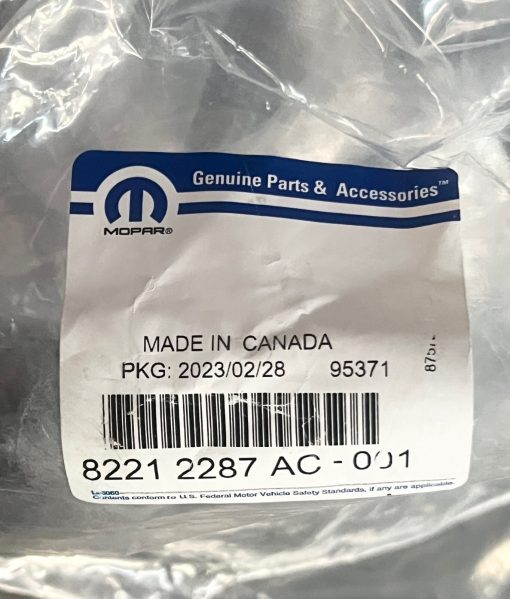 Genuine Parts & Accessories™
MOPAR®
MADE IN CANADA
PKG: 2023/02/28 95371
8221 2287 AC - 001
Contents conform to U.S. Federal Motor Vehicle Safety Standards, if any are applicable.